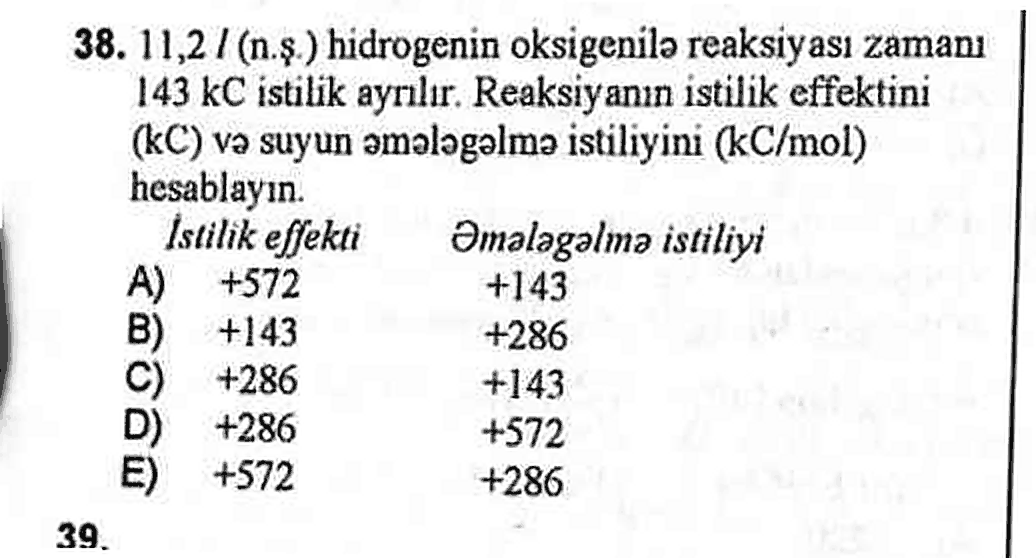 38. 11,2 l (n.ş.) hidrogenin oksigenilə reaksiyası zamanı
143 kC istilik ayrılır. Reaksiyanın istilik effektini
(kC) və suyun əmələgəlmə istiliyini (kC/mol)
hesablayın.
İstilik effekti Əmələgəlmə istiliyi
A) +572 +143
B) +143 +286
C) +286 +143
D) +286 +572
E) +572 +286
39.